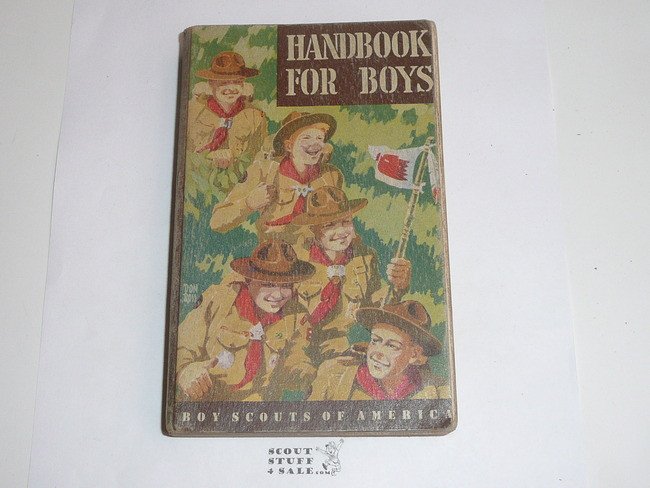 HANDBOOK
FOR BOYS
DON
ROSS
BOY SCOUTS OF AMERICA
SCOUT
STUFF
4 SALE.com